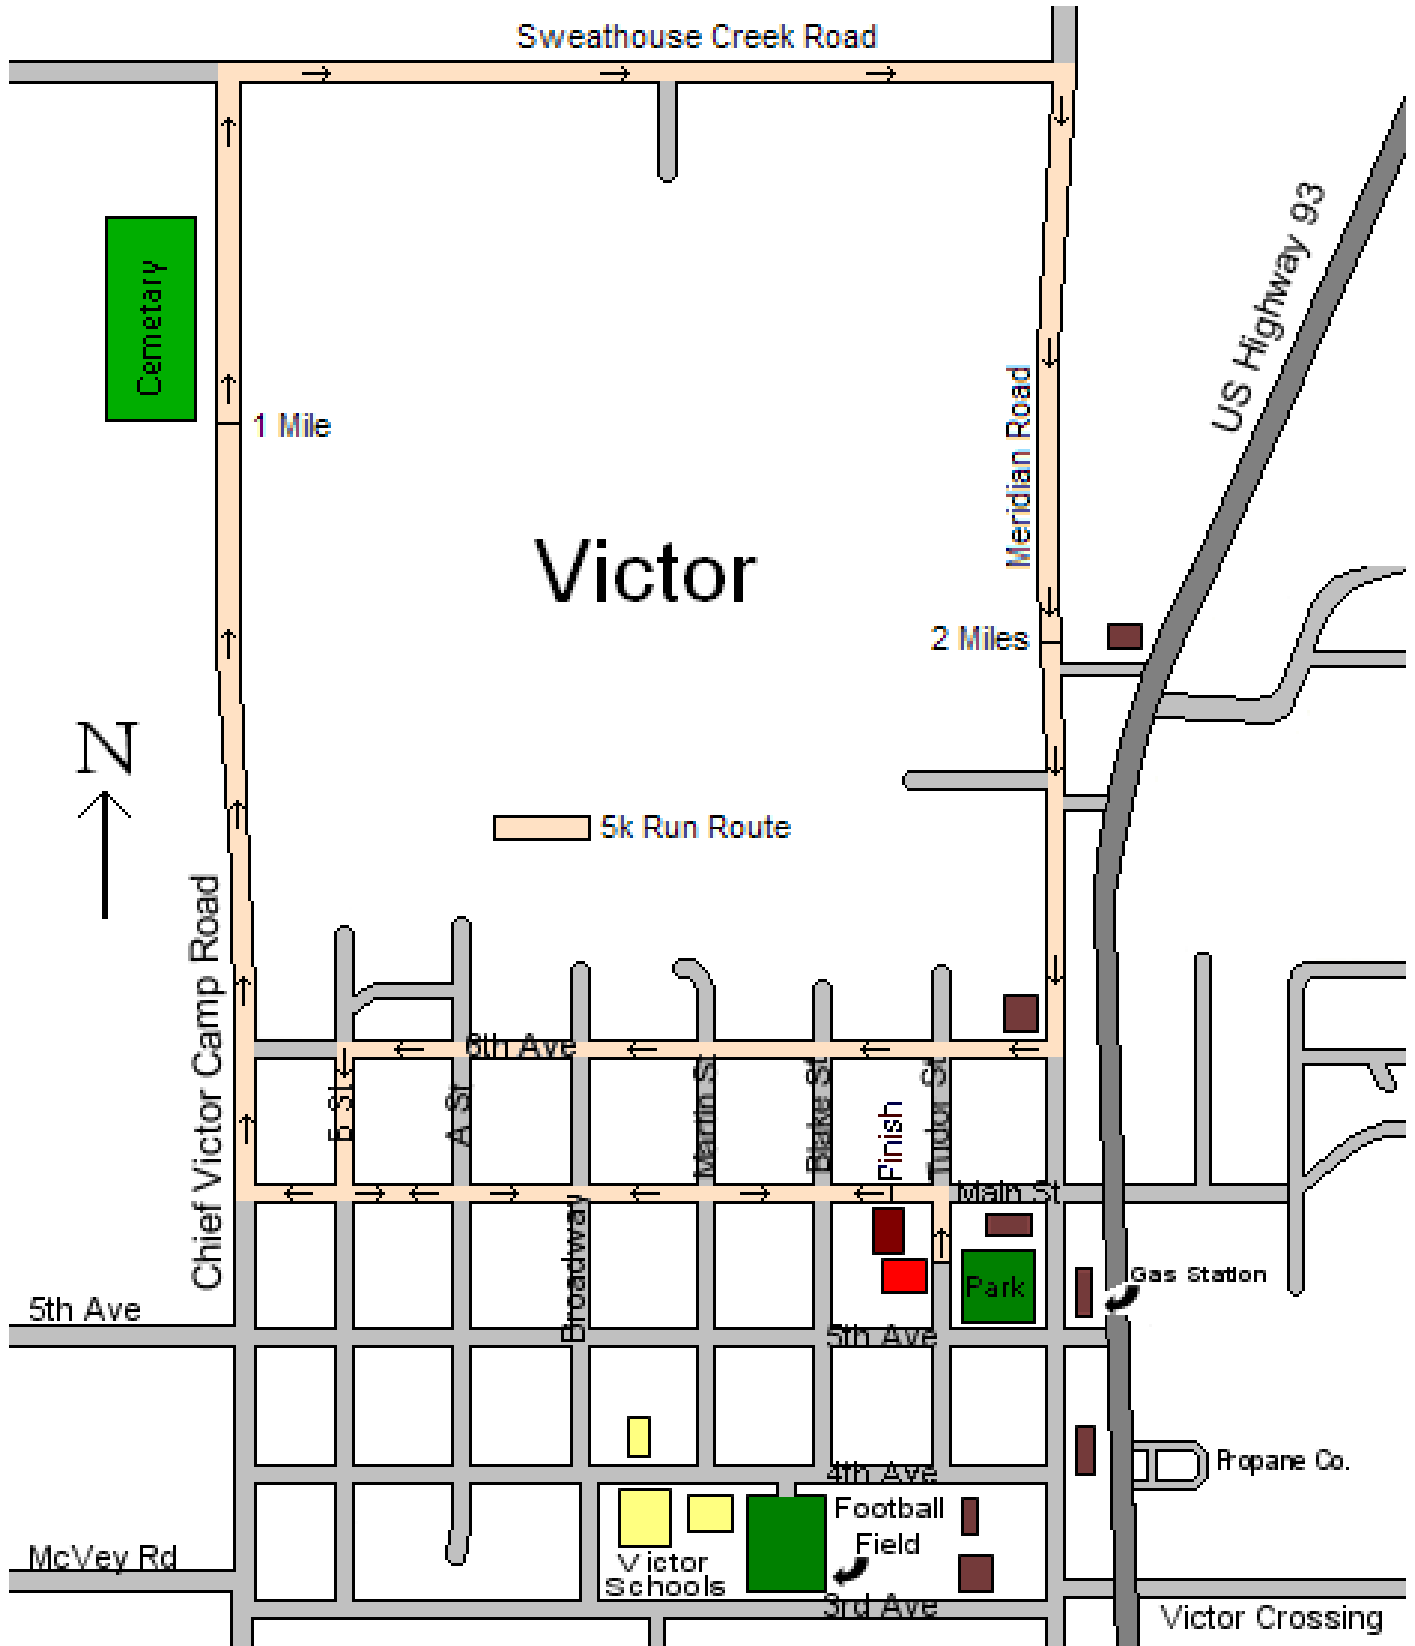 Sweathouse Creek Road
US Highway 93
Cemetary
1 Mile
Meridian Road
Victor
2 Miles
N
5k Run Route
Chief Victor Camp Road
6th Ave
B St
A St
Martin St
Blake St
Finish
Tudor St
Main St
Broadway
Gas Station
Park
5th Ave
5th Ave
4th Ave
Propane Co.
Football
Field
McVey Rd
Victor
Schools
3rd Ave
Victor Crossing